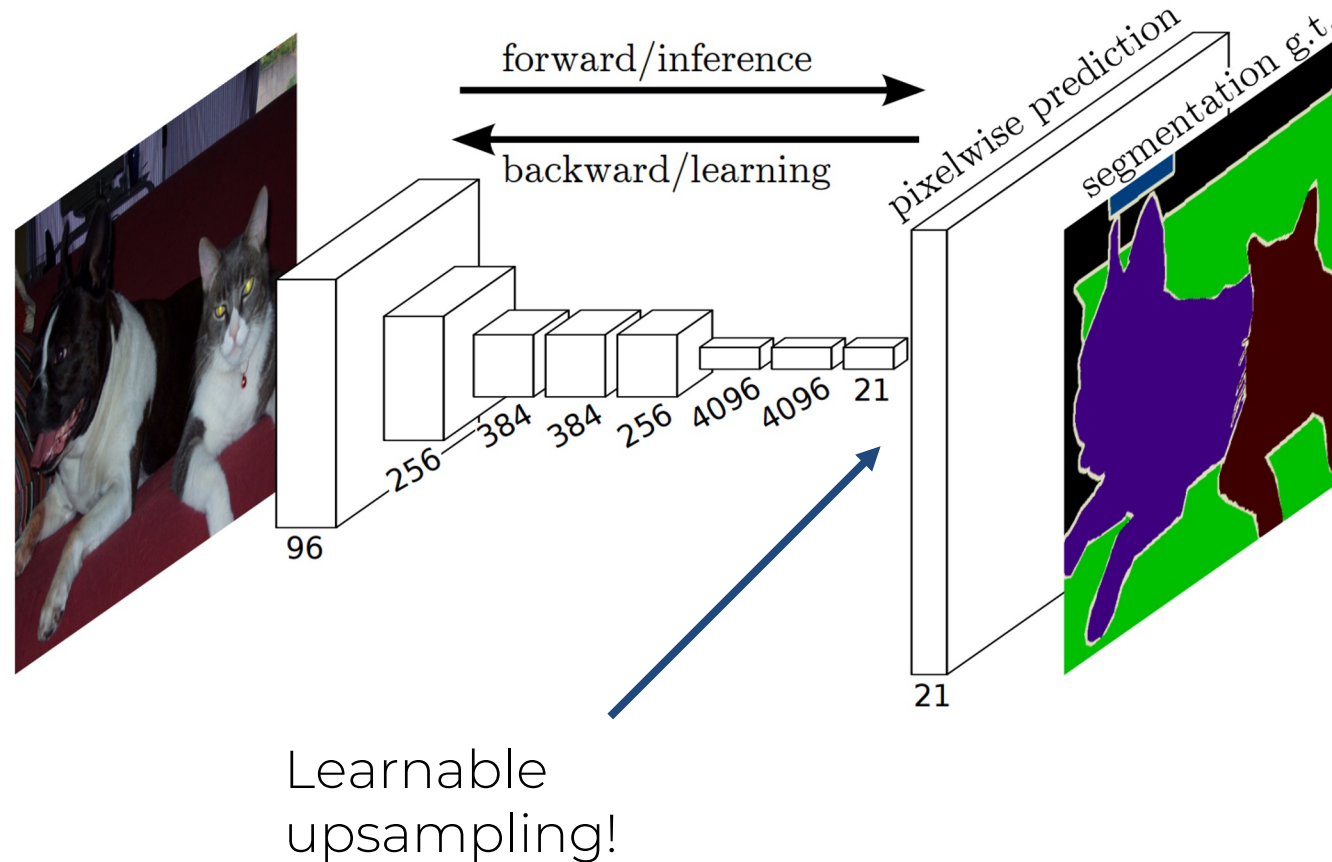 forward/inference
backward/learning
pixelwise prediction
segmentation g.t.
96
256
384
384
256
4096
4096
21
21
Learnable
upsampling!